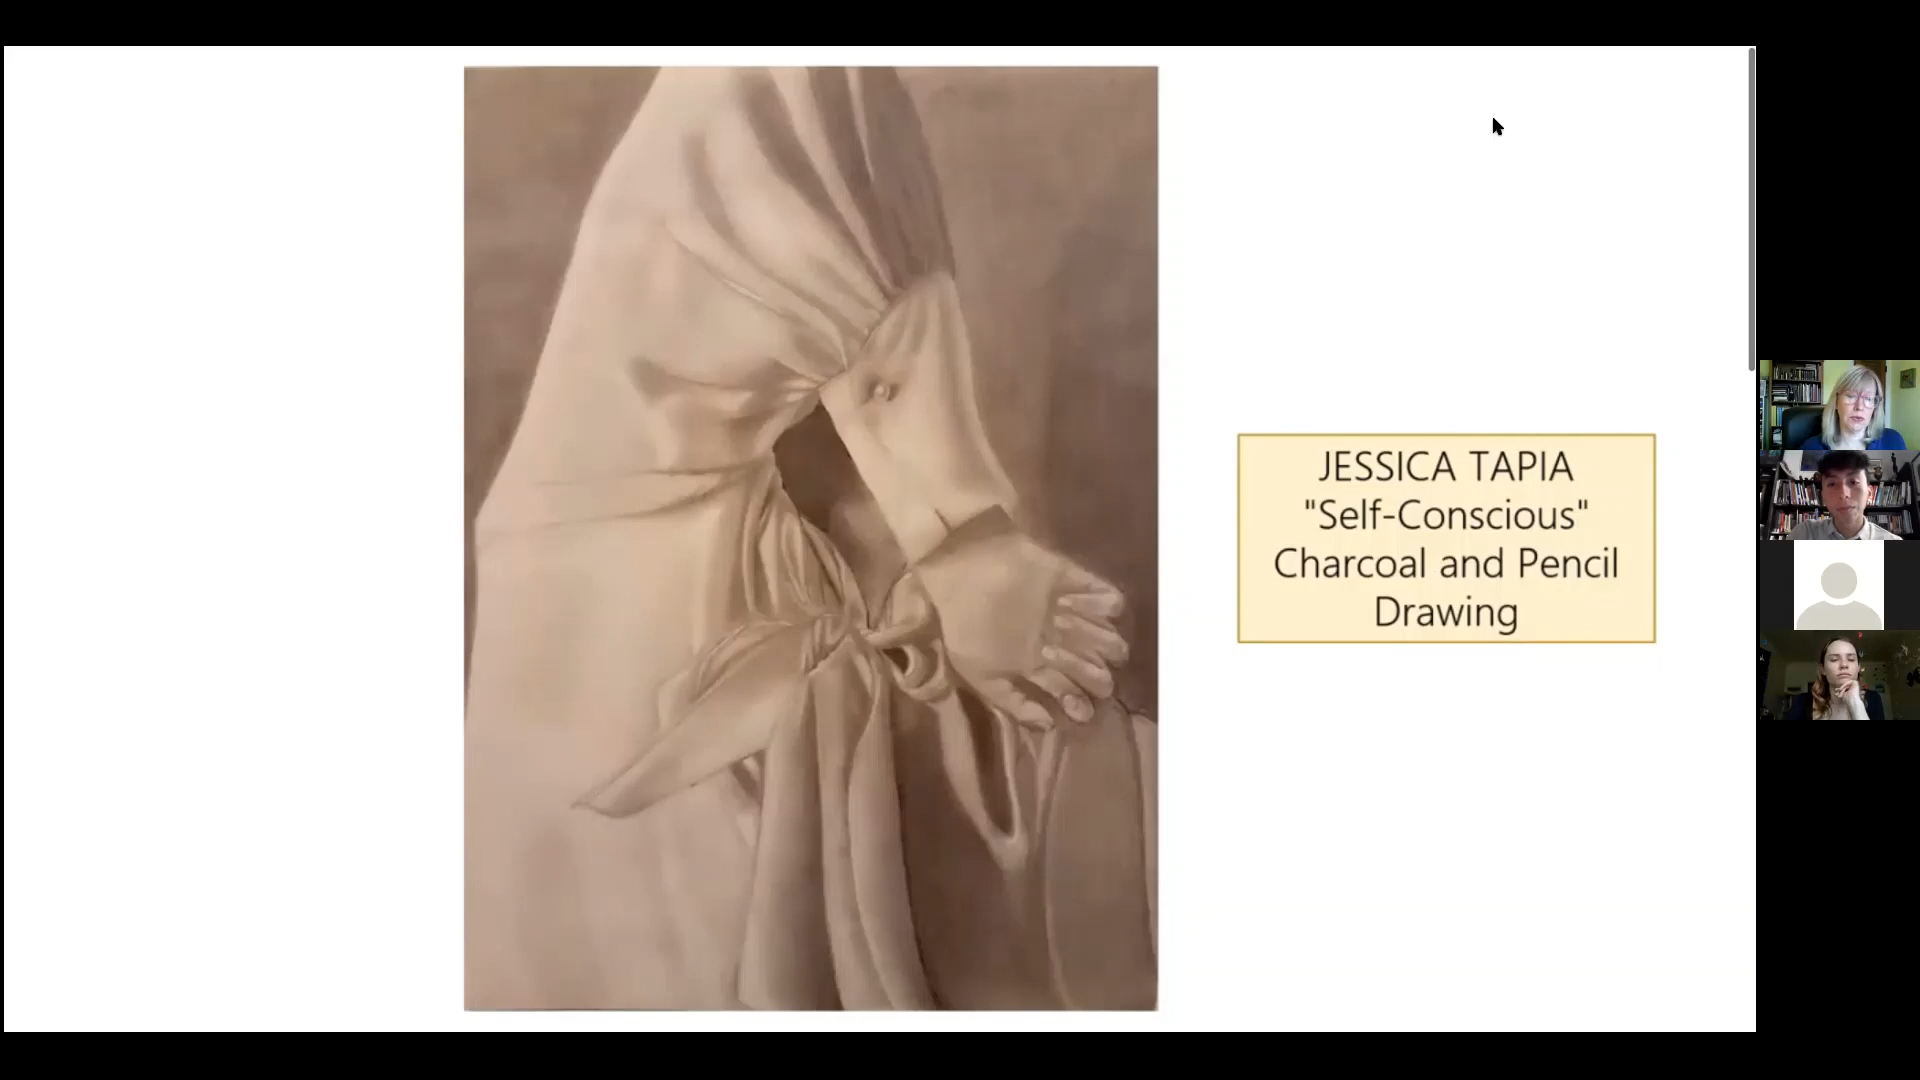 JESSICA TAPIA
"Self-Conscious"
Charcoal and Pencil
Drawing